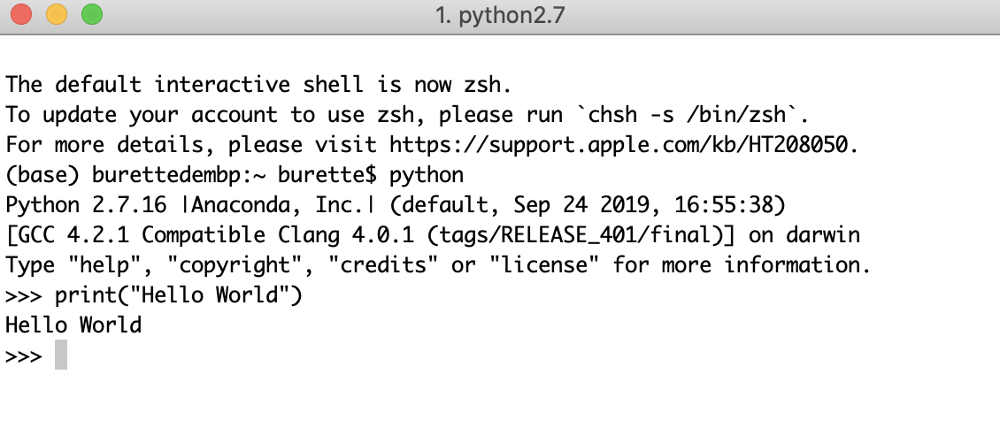 1. python2.7
The default interactive shell is now zsh.
To update your account to use zsh, please run `chsh -s /bin/zsh`.
For more details, please visit https://support.apple.com/kb/HT208050.
(base) burettedembp:~ burette$ python
Python 2.7.16 |Anaconda, Inc.| (default, Sep 24 2019, 16:55:38)
[GCC 4.2.1 Compatible Clang 4.0.1 (tags/RELEASE_401/final)] on darwin
Type "help", "copyright", "credits" or "license" for more information.
>>> print("Hello World")
Hello World
>>>